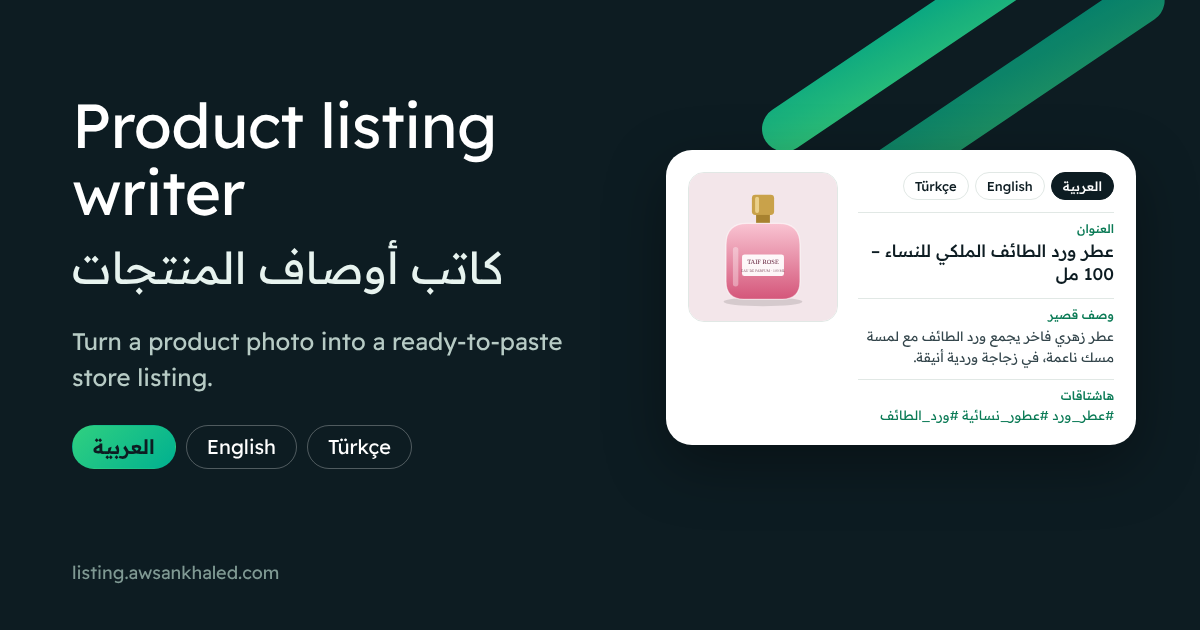 Product listing
writer
كاتب أوصاف المنتجات
Turn a product photo into a ready-to-paste
store listing.
العربية English Türkçe
listing.awsankhaled.com
العربية English Türkçe
العنوان
عطر ورد الطائف الملكي للنساء –
100 مل
وصف قصير
عطر زهري فاخر يجمع ورد الطائف مع لمسة
مسك ناعمة، في زجاجة وردية أنيقة.
هاشتاقات
#عطر_ورد #عطور_نسائية #ورد_الطائف
TAIF ROSE